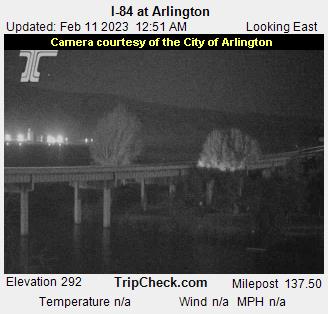 I-84 at Arlington
Updated: Feb 11 2023 12:51 AM Looking East
Camera courtesy of the City of Arlington
Elevation 292 TripCheck.com Milepost 137.50
Temperature n/a Wind n/a MPH n/a